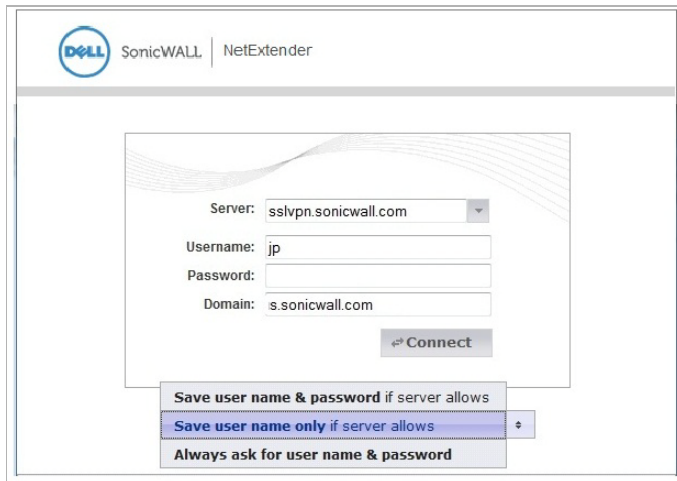 DELL SonicWALL NetExtender
Server: sslvpn.sonicwall.com
Username: jp
Password:
Domain: s.sonicwall.com
Connect
Save user name & password if server allows
Save user name only if server allows
Always ask for user name & password